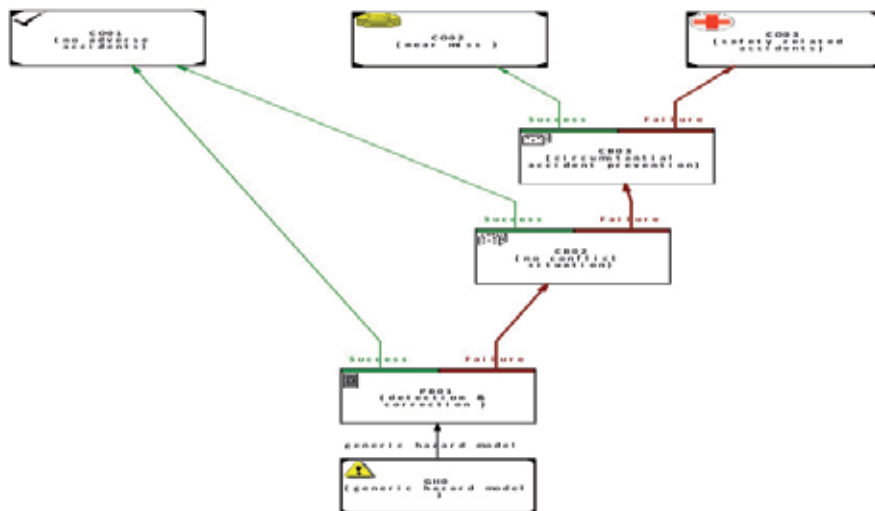 CO01
CO02
CO03
(no adverse
accidents)
(near miss )
(safety related
accidents)
Success
Failure
CB03
(circumstantial
accident prevention)
Success
Failure
CB02
(no conflict
situation)
Success
Failure
PB01
(detection &
correction )
generic hazard model
GH0
(generic hazard model
)